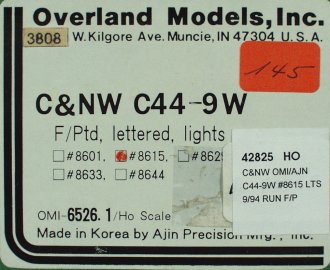 Overland Models, Inc.
3808
W. Kilgore Ave. Muncie, IN 47304 U.S.A.
145
C&NW C44-9W
F/Ptd, lettered, lights
#8601, #8615, #8629
#8633, #8644
42825 HO
C&NW OMI/AJN
C44-9W #8615 LTS
9/94 RUN F/P
OMI-6526.1/Ho Scale
Made in Korea by Ajin Precision Mfg., Inc.